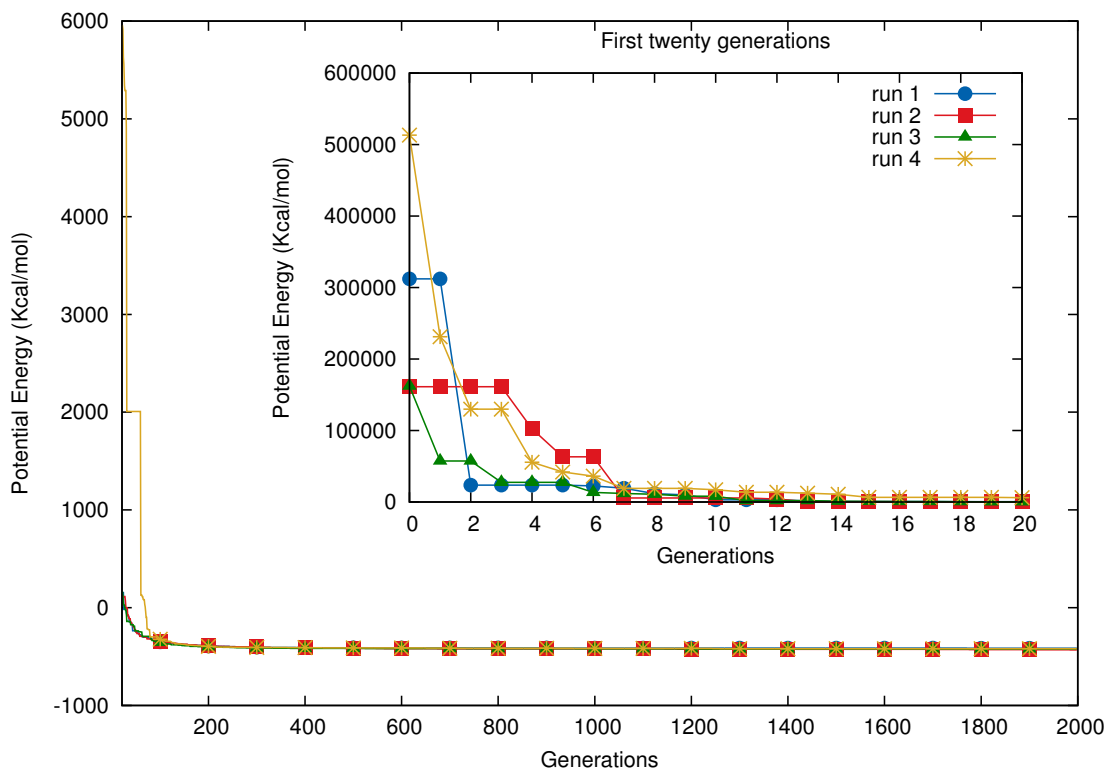 6000
5000
4000
3000
2000
1000
0
-1000
Potential Energy (Kcal/mol)
200 400 600 800 1000 1200 1400 1600 1800 2000
Generations
First twenty generations
600000
500000
400000
300000
200000
100000
0
Potential Energy (Kcal/mol)
0 2 4 6 8 10 12 14 16 18 20
Generations
run 1
run 2
run 3
run 4